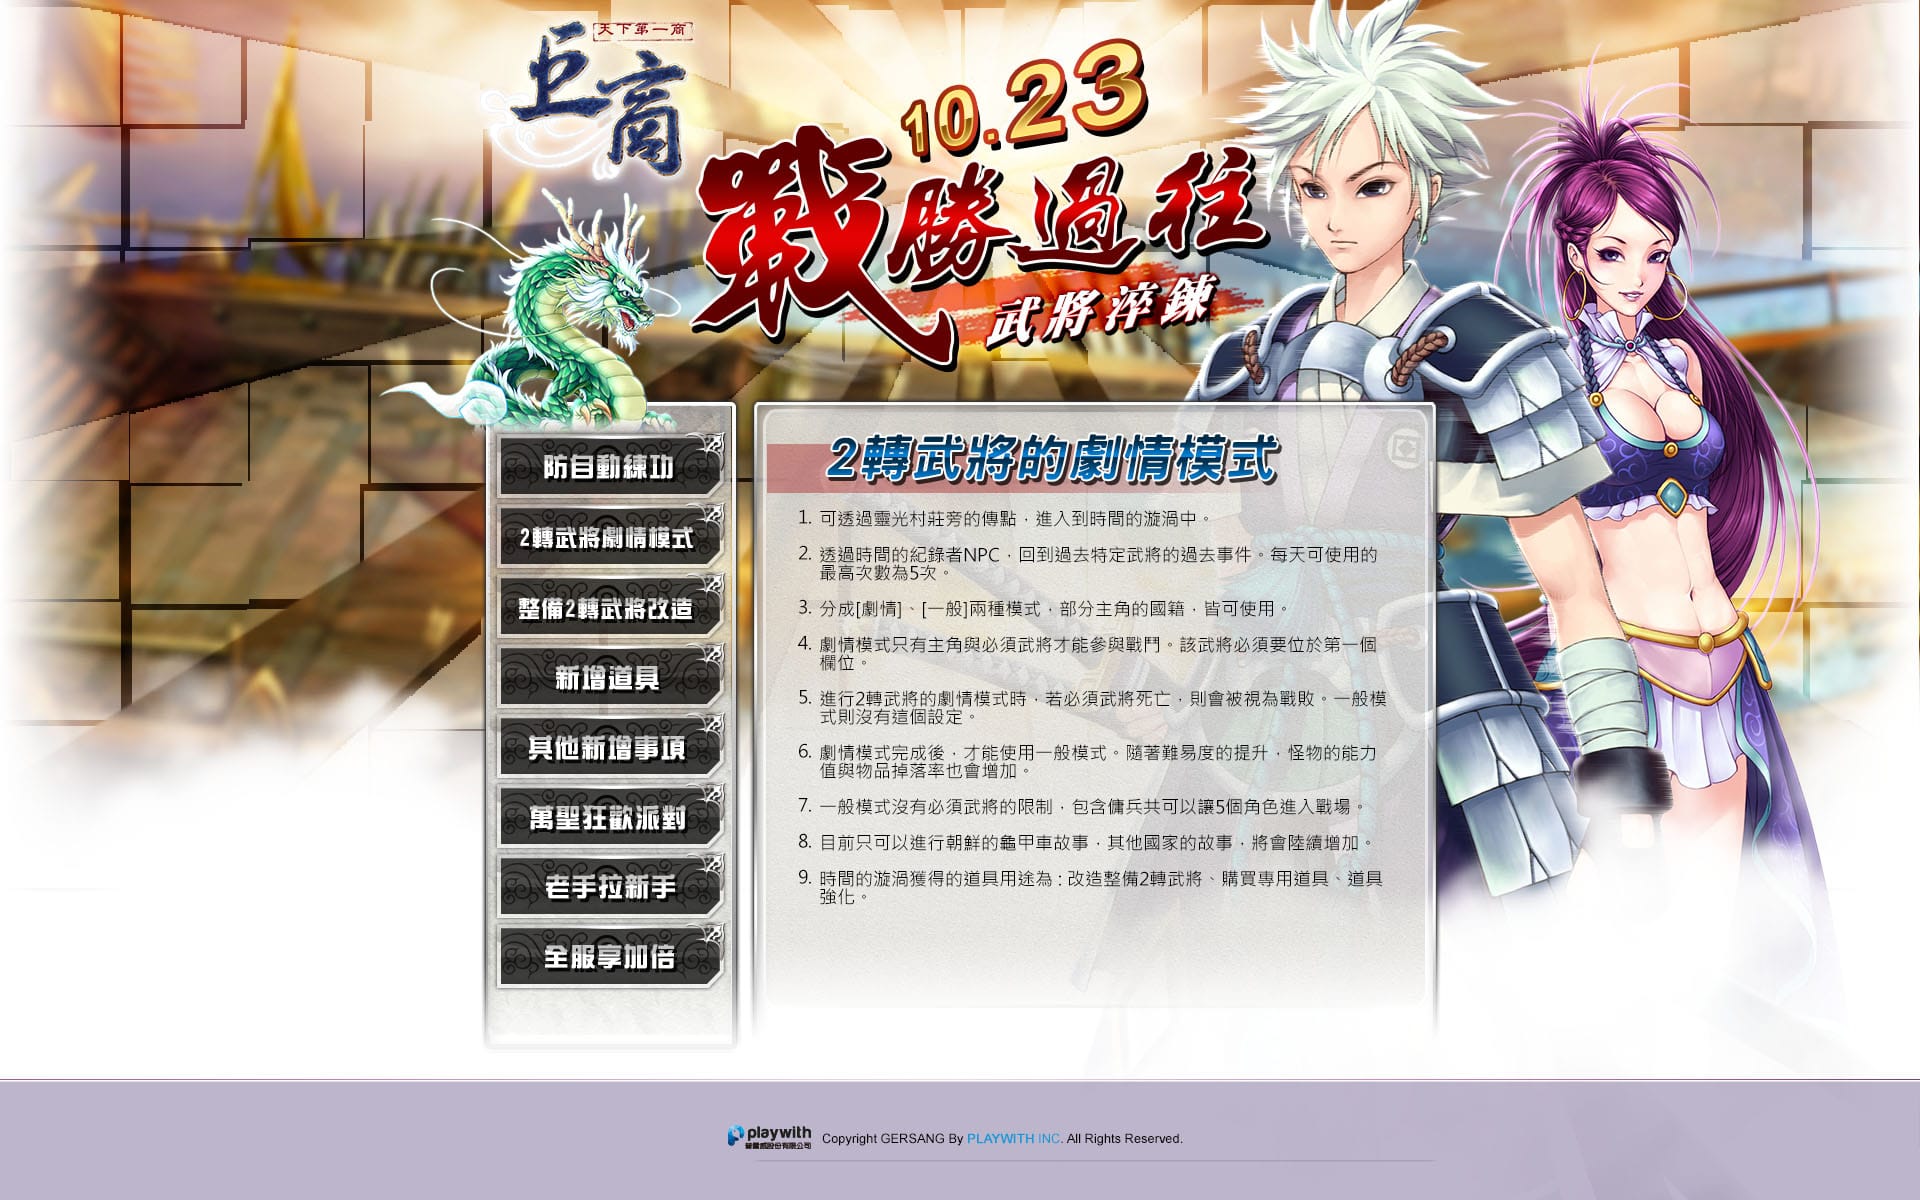 天下第一商
巨商
10.23
戰勝過往
武將淬鍊
防自動練功
2轉武將劇情模式
整備2轉武將改造
新增道具
其他新增事項
萬聖狂歡派對
老手拉新手
全服享加倍
2轉武將的劇情模式
1. 可透過靈光村莊旁的傳點，進入到時間的漩渦中。
2. 透過時間的紀錄者NPC，回到過去特定武將的過去事件。每天可使用的
最高次數為5次。
3. 分成[劇情]、[一般]兩種模式，部分主角的國籍，皆可使用。
4. 劇情模式只有主角與必須武將才能參與戰鬥。該武將必須要位於第一個
欄位。
5. 進行2轉武將的劇情模式時，若必須武將死亡，則會被視為戰敗。一般模
式則沒有這個設定。
6. 劇情模式完成後，才能使用一般模式。隨著難易度的提升，怪物的能力
值與物品掉落率也會增加。
7. 一般模式沒有必須武將的限制，包含傭兵共可以讓5個角色進入戰場。
8. 目前只可以進行朝鮮的龜甲車故事，其他國家的故事，將會陸續增加。
9. 時間的漩渦獲得的道具用途為：改造整備2轉武將、購買專用道具、道具
強化。
playwith
Copyright GERSANG By PLAYWITH INC. All Rights Reserved.